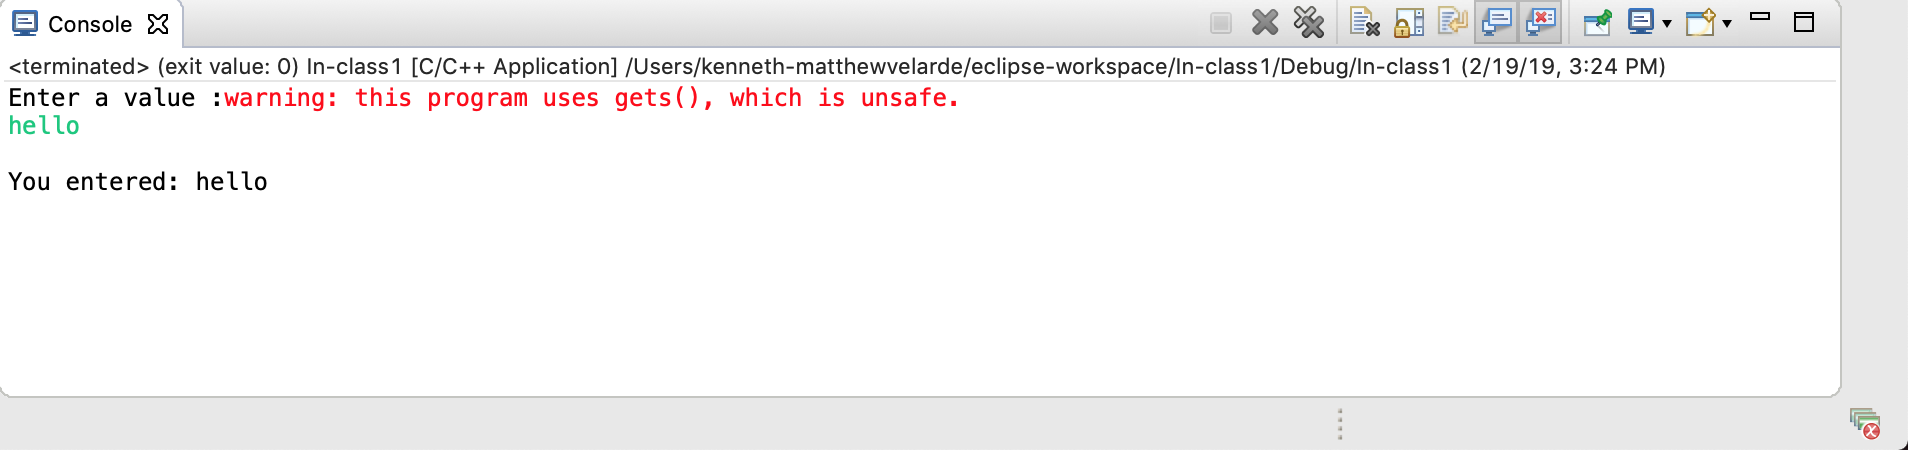 Console
<terminated> (exit value: 0) In-class1 [C/C++ Application] /Users/kenneth-matthewvelarde/eclipse-workspace/In-class1/Debug/In-class1 (2/19/19, 3:24 PM)
Enter a value :warning: this program uses gets(), which is unsafe.
hello
You entered: hello